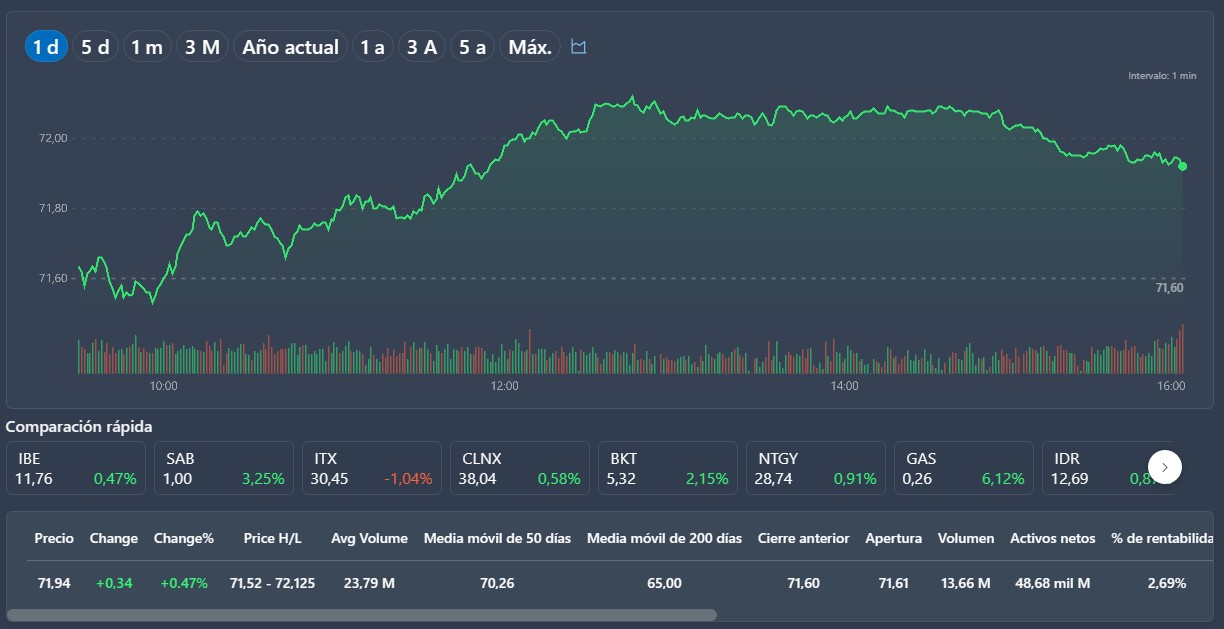 1 d 5 d 1 m 3 M Año actual 1 a 3 A 5 a Máx.
Intervalo: 1 min
72,00
71,80
71,60
71,60
10:00 12:00 14:00 16:00
Comparación rápida
IBE SAB ITX CLNX BKT NTGY GAS IDR
11,76 0,47% 1,00 3,25% 30,45 -1,04% 38,04 0,58% 5,32 2,15% 28,74 0,91% 0,26 6,12% 12,69 0,8
Precio Change Change% Price H/L Avg Volume Media móvil de 50 días Media móvil de 200 días Cierre anterior Apertura Volumen Activos netos % de rentabilida
71,94 +0,34 +0.47% 71,52 - 72,125 23,79 M 70,26 65,00 71,60 71,61 13,66 M 48,68 mil M 2,69%